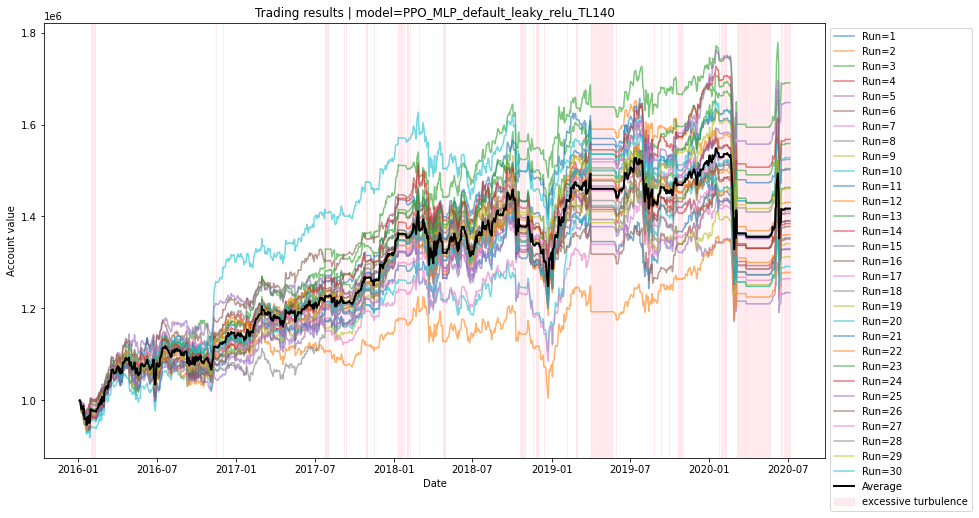 Trading results | model=PPO_MLP_default_leaky_relu_TL140
1e6
1.8
1.6
1.4
1.2
1.0
Account value
2016-01
2016-07
2017-01
2017-07
2018-01
2018-07
2019-01
2019-07
2020-01
2020-07
Date
Run=1
Run=2
Run=3
Run=4
Run=5
Run=6
Run=7
Run=8
Run=9
Run=10
Run=11
Run=12
Run=13
Run=14
Run=15
Run=16
Run=17
Run=18
Run=19
Run=20
Run=21
Run=22
Run=23
Run=24
Run=25
Run=26
Run=27
Run=28
Run=29
Run=30
Average
excessive turbulence